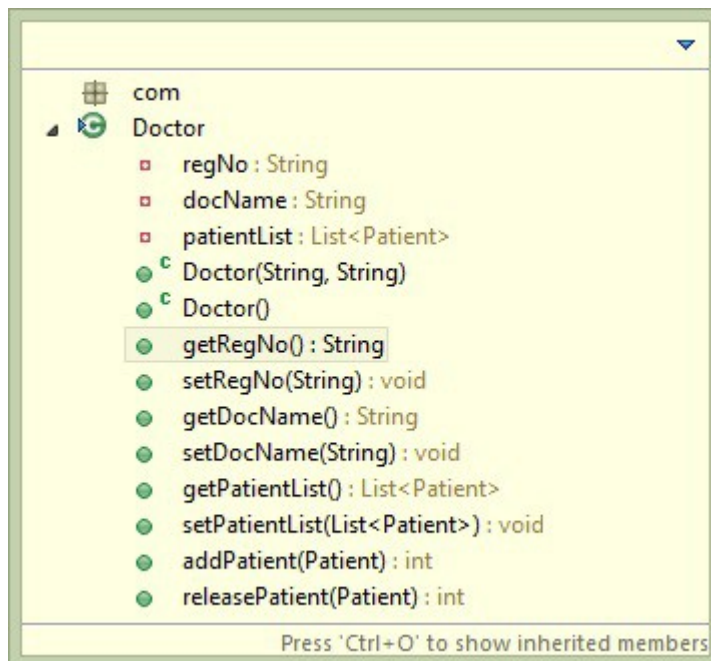 com
Doctor
regNo : String
docName : String
patientList : List<Patient>
C Doctor(String, String)
C Doctor()
getRegNo() : String
setRegNo(String) : void
getDocName() : String
setDocName(String) : void
getPatientList() : List<Patient>
setPatientList(List<Patient>) : void
addPatient(Patient) : int
releasePatient(Patient) : int
Press 'Ctrl+O' to show inherited members